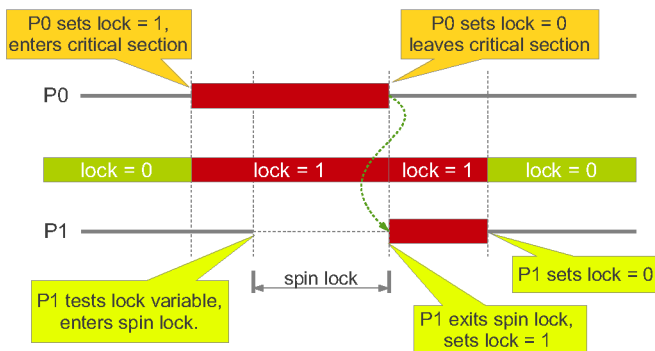 P0 sets lock = 1,
enters critical section
P0 sets lock = 0
leaves critical section
P0
lock = 0
lock = 1
lock = 1
lock = 0
P1
P1 tests lock variable,
enters spin lock.
spin lock
P1 exits spin lock,
sets lock = 1
P1 sets lock = 0